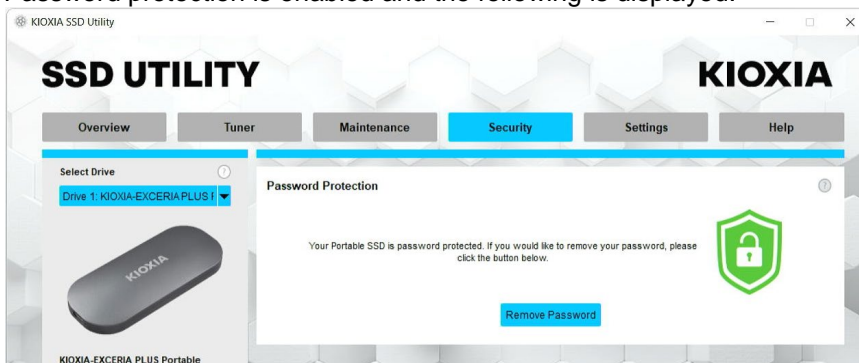 Password protection is enabled and the following is displayed.
KIOXIA SSD Utility
SSD UTILITY
KIOXIA
Overview
Tuner
Maintenance
Security
Settings
Help
Select Drive
?
Drive 1: KIOXIA-EXCERIA PLUS
Password Protection
?
Your Portable SSD is password protected. If you would like to remove your password, please
click the button below.
Remove Password
KIOXIA
KIOXIA-EXCERIA PLUS Portable